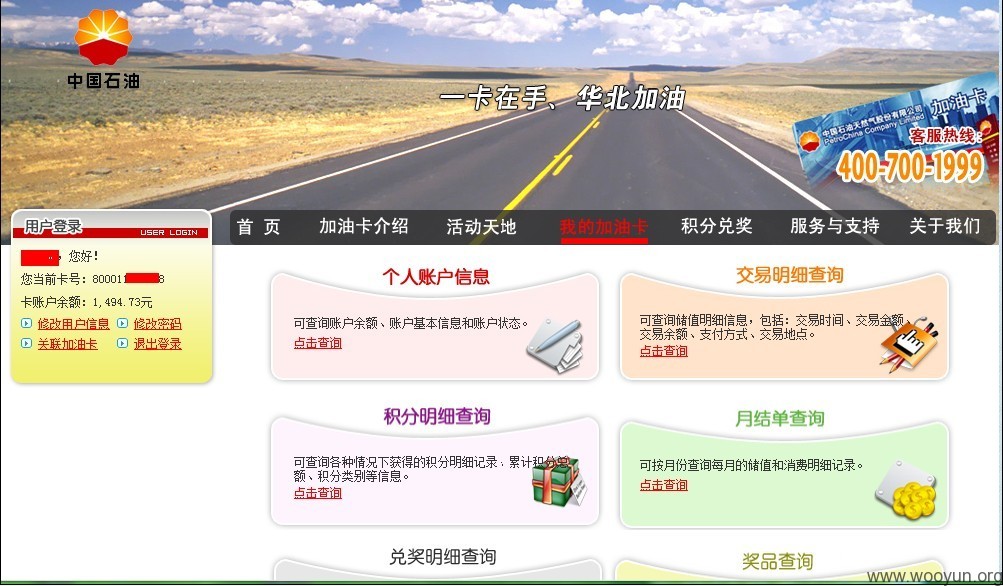 中国石油
一卡在手、华北加油
中国石油天然气股份有限公司
PetroChina Company Limited
加油卡
客服热线:
400-700-1999
首 页 加油卡介绍 活动天地 我的加油卡 积分兑奖 服务与支持 关于我们
用户登录
USER LOGIN
，您好！
您当前卡号：80001 8
卡账户余额：1,494.73元
修改用户信息 修改密码
关联加油卡 退出登录
个人账户信息
可查询账户余额、账户基本信息和账户状态。
点击查询
交易明细查询
可查询储值明细信息，包括：交易时间、交易金额、
交易余额、支付方式、交易地点。
点击查询
积分明细查询
可查询各种情况下获得的积分明细记录﹑累计积分
额、积分类别等信息。
点击查询
月结单查询
可按月份查询每月的储值和消费明细记录。
点击查询
兑奖明细查询
奖品查询
www.wooyun.org